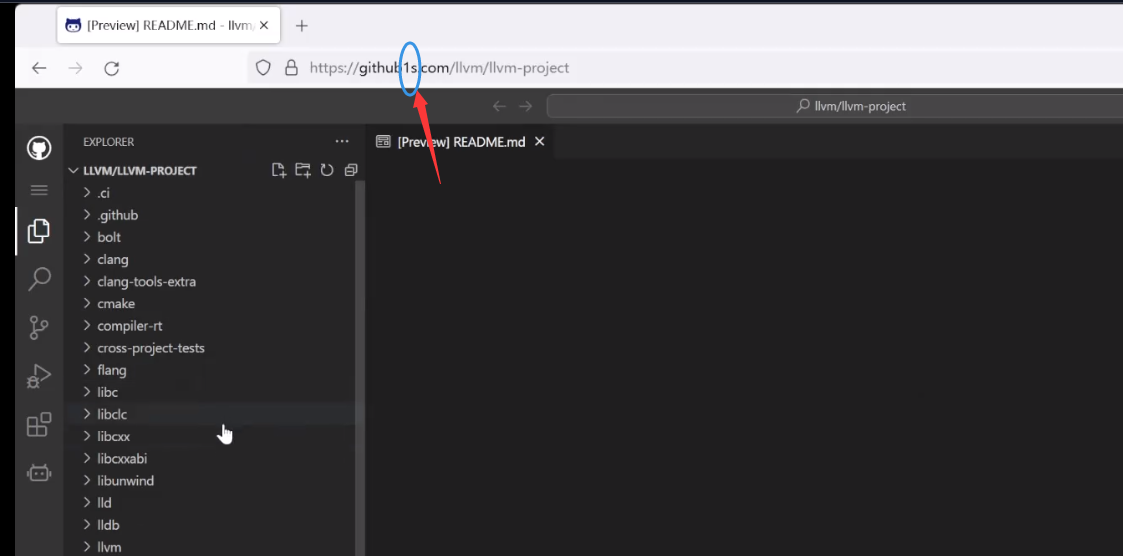 [Preview] README.md - llvm/
https://github1s.com/llvm/llvm-project
llvm/llvm-project
EXPLORER
[Preview] README.md
LLVM/LLVM-PROJECT
.ci
.github
bolt
clang
clang-tools-extra
cmake
compiler-rt
cross-project-tests
flang
libc
libclc
libcxx
libcxxabi
libunwind
lld
lldb
llvm